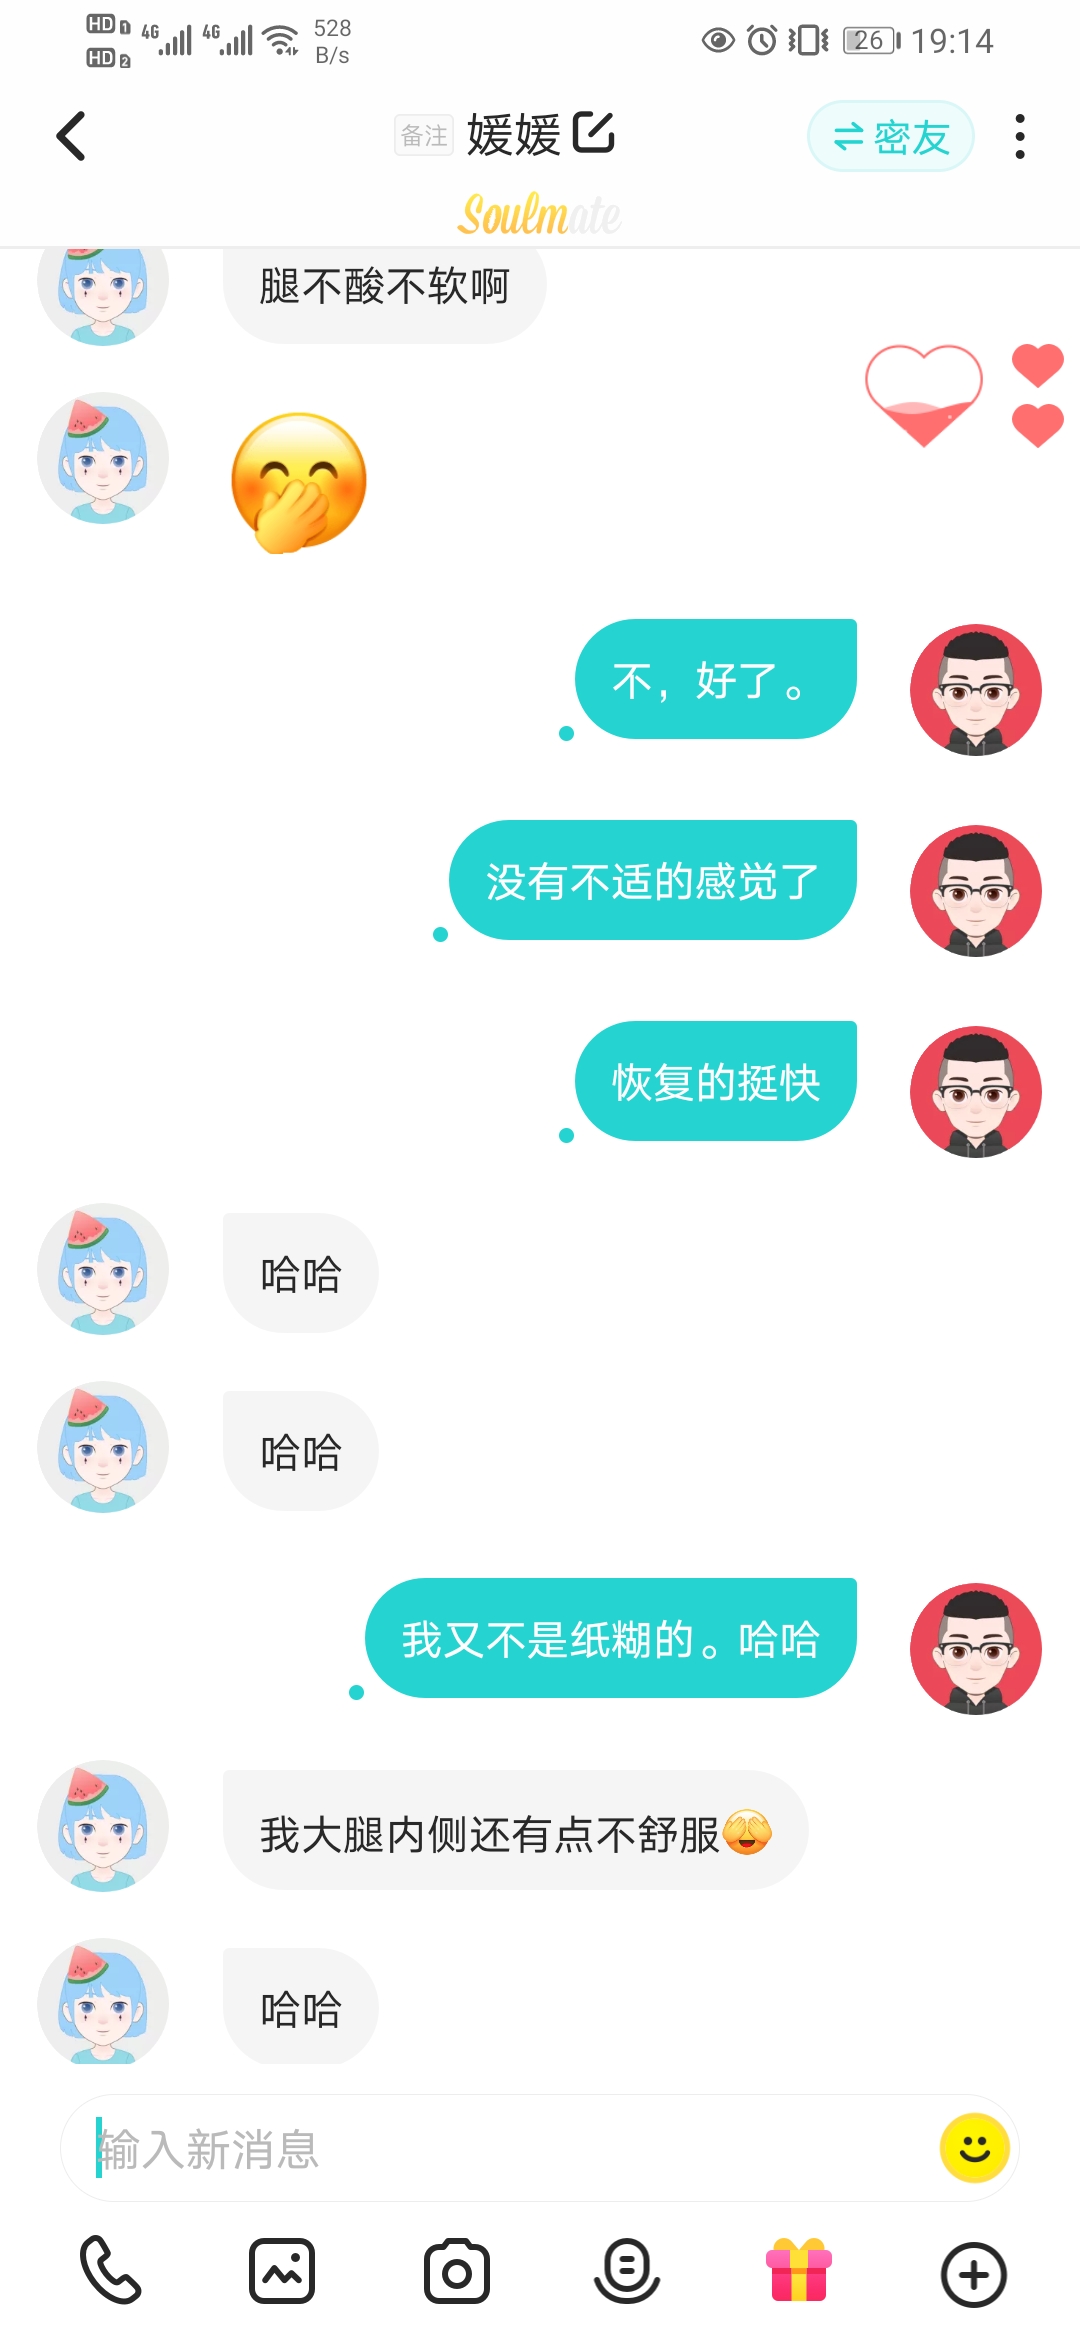 HD 1 4G 4G 528
HD 2 B/s
26 19:14
备注 媛媛 密友
Soulmate
腿不酸不软啊
不，好了。
没有不适的感觉了
恢复的挺快
哈哈
哈哈
我又不是纸糊的。哈哈
我大腿内侧还有点不舒服
哈哈
输入新消息